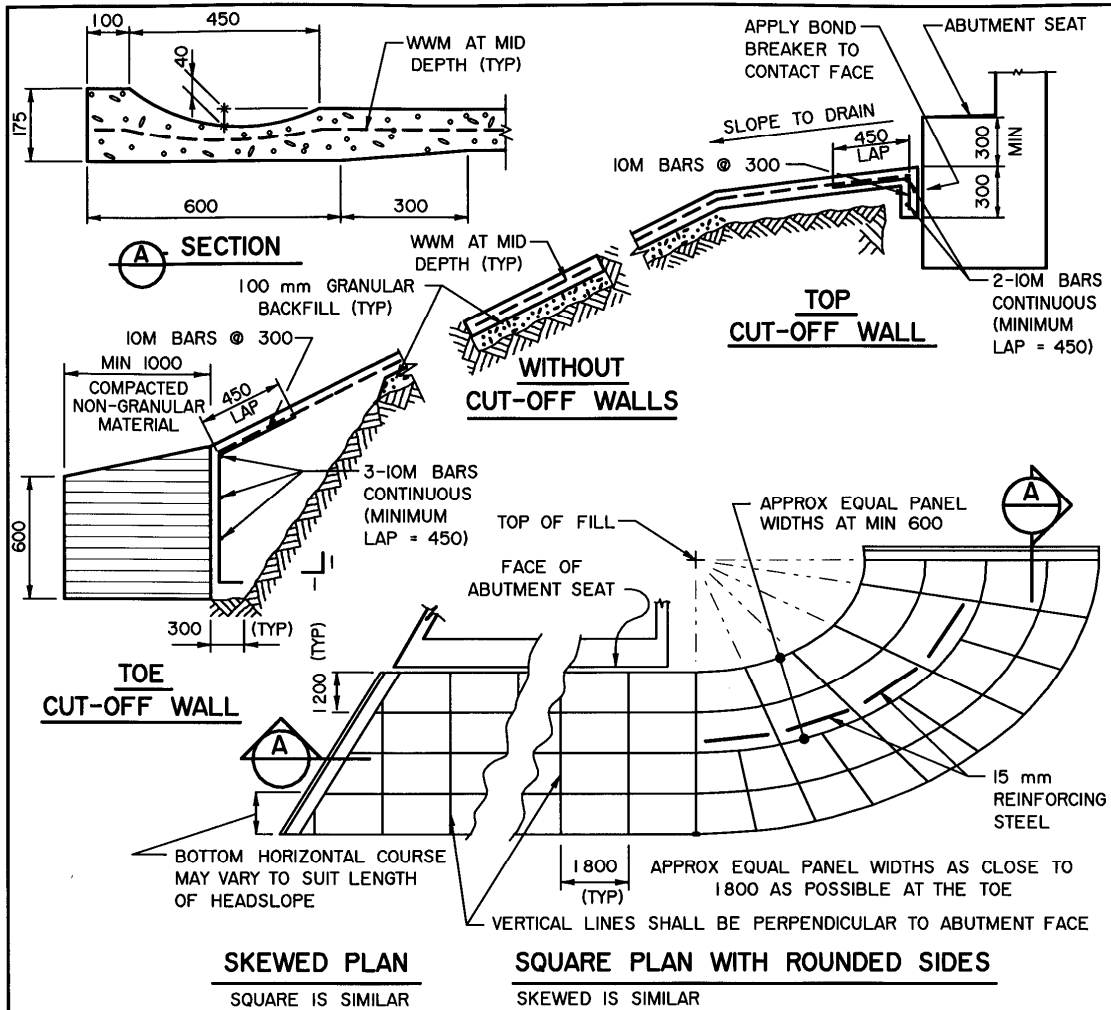 100
450
40
175
WWM AT MID
DEPTH (TYP)
600
300
A
SECTION
APPLY BOND
BREAKER TO
CONTACT FACE
ABUTMENT SEAT
SLOPE TO DRAIN
450
LAP
10M BARS @ 300
300
MIN
300
2-10M BARS
CONTINUOUS
(MINIMUM
LAP = 450)
TOP
CUT-OFF WALL
WWM AT MID
DEPTH (TYP)
100 mm GRANULAR
BACKFILL (TYP)
WITHOUT
CUT-OFF WALLS
10M BARS @ 300
MIN 1000
COMPACTED
NON-GRANULAR
MATERIAL
450
LAP
3-10M BARS
CONTINUOUS
(MINIMUM
LAP = 450)
600
1
1
300
(TYP)
TOE
CUT-OFF WALL
TOP OF FILL
FACE OF
ABUTMENT SEAT
APPROX EQUAL PANEL
WIDTHS AT MIN 600
A
1200
(TYP)
A
15 mm
REINFORCING
STEEL
BOTTOM HORIZONTAL COURSE
MAY VARY TO SUIT LENGTH
OF HEADSLOPE
1800
(TYP)
APPROX EQUAL PANEL WIDTHS AS CLOSE TO
1800 AS POSSIBLE AT THE TOE
VERTICAL LINES SHALL BE PERPENDICULAR TO ABUTMENT FACE
SKEWED PLAN
SQUARE IS SIMILAR
SQUARE PLAN WITH ROUNDED SIDES
SKEWED IS SIMILAR